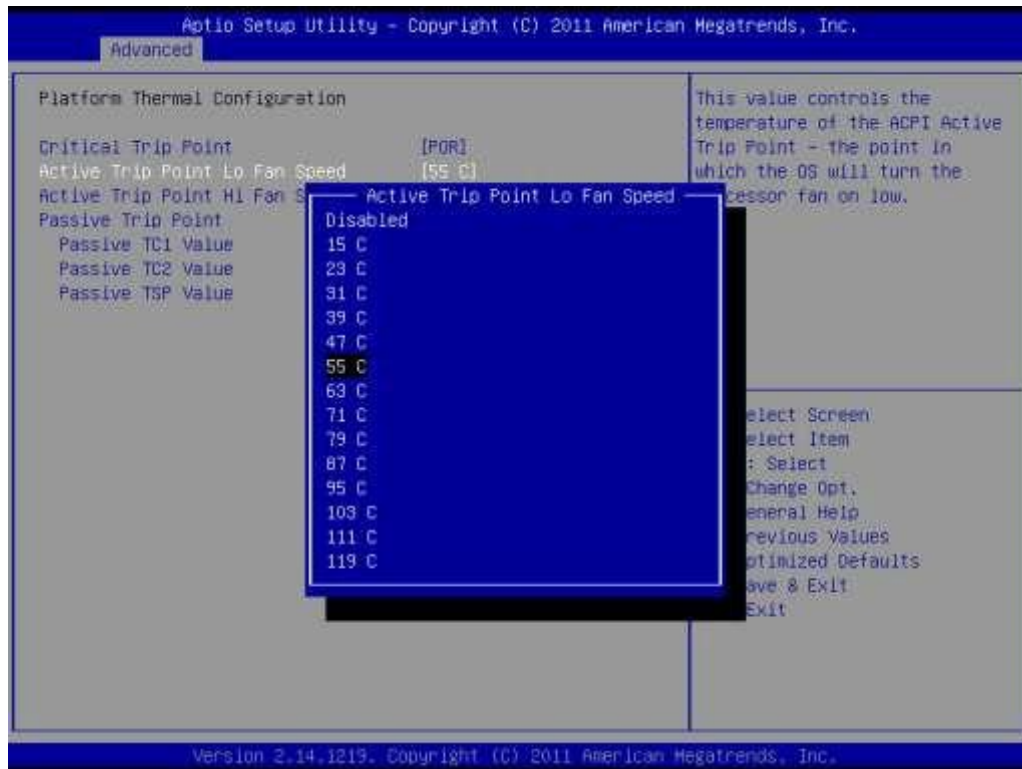 Aptio Setup Utility – Copyright (C) 2011 American Megatrends, Inc.
Advanced
Platform Thermal Configuration
Critical Trip Point [POR]
Active Trip Point Lo Fan Speed [55 C]
Active Trip Point Hi Fan S
Passive Trip Point
Passive TC1 Value
Passive TC2 Value
Passive TSP Value
Active Trip Point Lo Fan Speed
Disabled
15 C
23 C
31 C
39 C
47 C
55 C
63 C
71 C
79 C
87 C
95 C
103 C
111 C
119 C
This value controls the
temperature of the ACPI Active
Trip Point – the point in
which the OS will turn the
cessor fan on low.
elect Screen
elect Item
: Select
Change Opt.
eneral Help
revious Values
ptimized Defaults
ave & Exit
Exit
Version 2.14.1219. Copyright (C) 2011 American Megatrends, Inc.